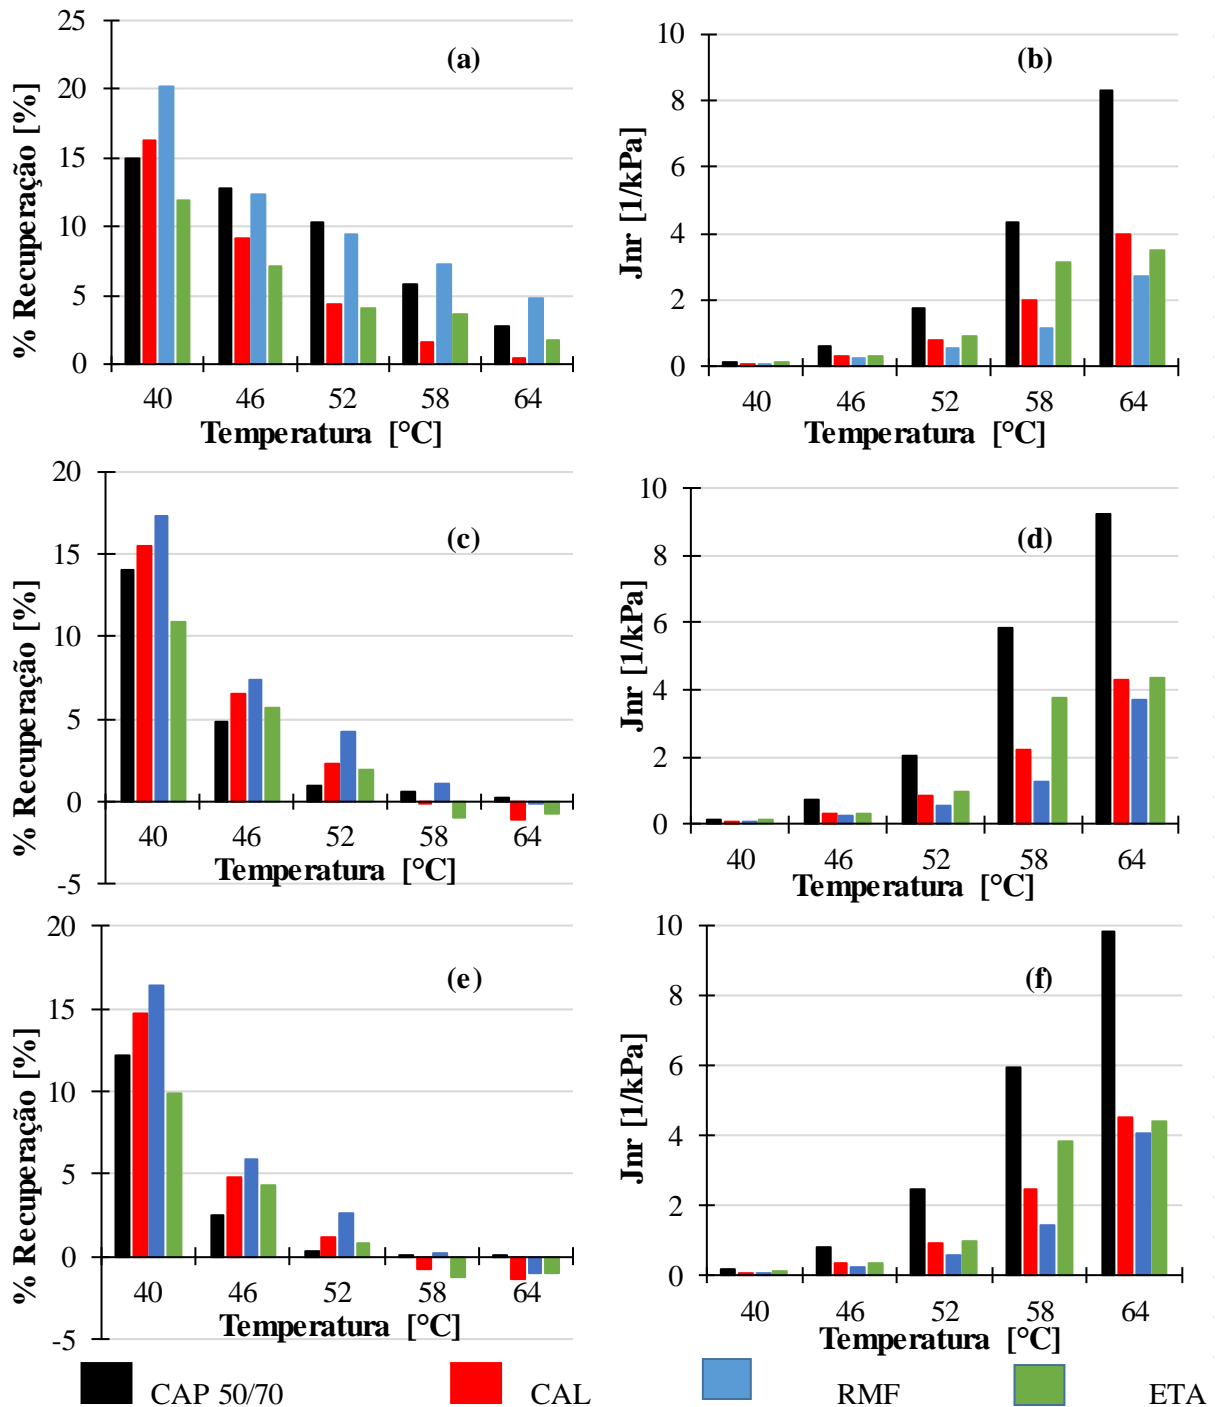 (a)
% Recuperação [%]
25
20
15
10
5
0
40 46 52 58 64
Temperatura [°C]
(b)
Jnr [1/kPa]
10
8
6
4
2
0
40 46 52 58 64
Temperatura [°C]
(c)
% Recuperação [%]
20
15
10
5
0
-5
40 46 52 58 64
Temperatura [°C]
(d)
Jnr [1/kPa]
10
8
6
4
2
0
40 46 52 58 64
Temperatura [°C]
(e)
% Recuperação [%]
20
15
10
5
0
-5
40 46 52 58 64
Temperatura [°C]
(f)
Jnr [1/kPa]
10
8
6
4
2
0
40 46 52 58 64
Temperatura [°C]
CAP 50/70 CAL RMF ETA